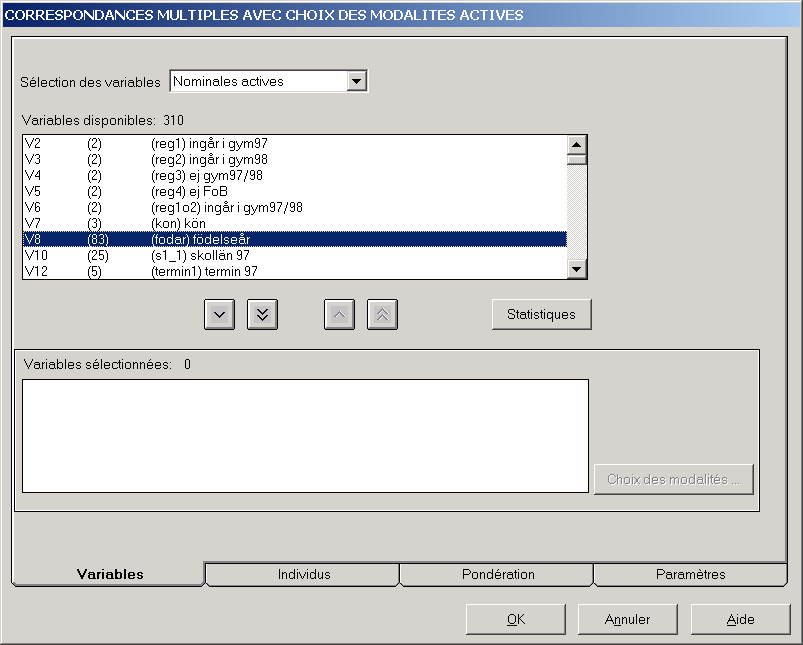 CORRESPONDANCES MULTIPLES AVEC CHOIX DES MODALITES ACTIVES
Sélection des variables Nominales actives
Variables disponibles: 310
V2 (2) (reg1) ingår i gym97
V3 (2) (reg2) ingår i gym98
V4 (2) (reg3) ej gym97/98
V5 (2) (reg4) ej FoB
V6 (2) (reg1o2) ingår i gym97/98
V7 (3) (kon) kön
V8 (83) (fodar) födelseår
V10 (25) (s1_1) skollän 97
V12 (5) (termin1) termin 97
Statistiques
Variables sélectionnées: 0
Choix des modalités ...
Variables Individus Pondération Paramètres
OK Annuler Aide